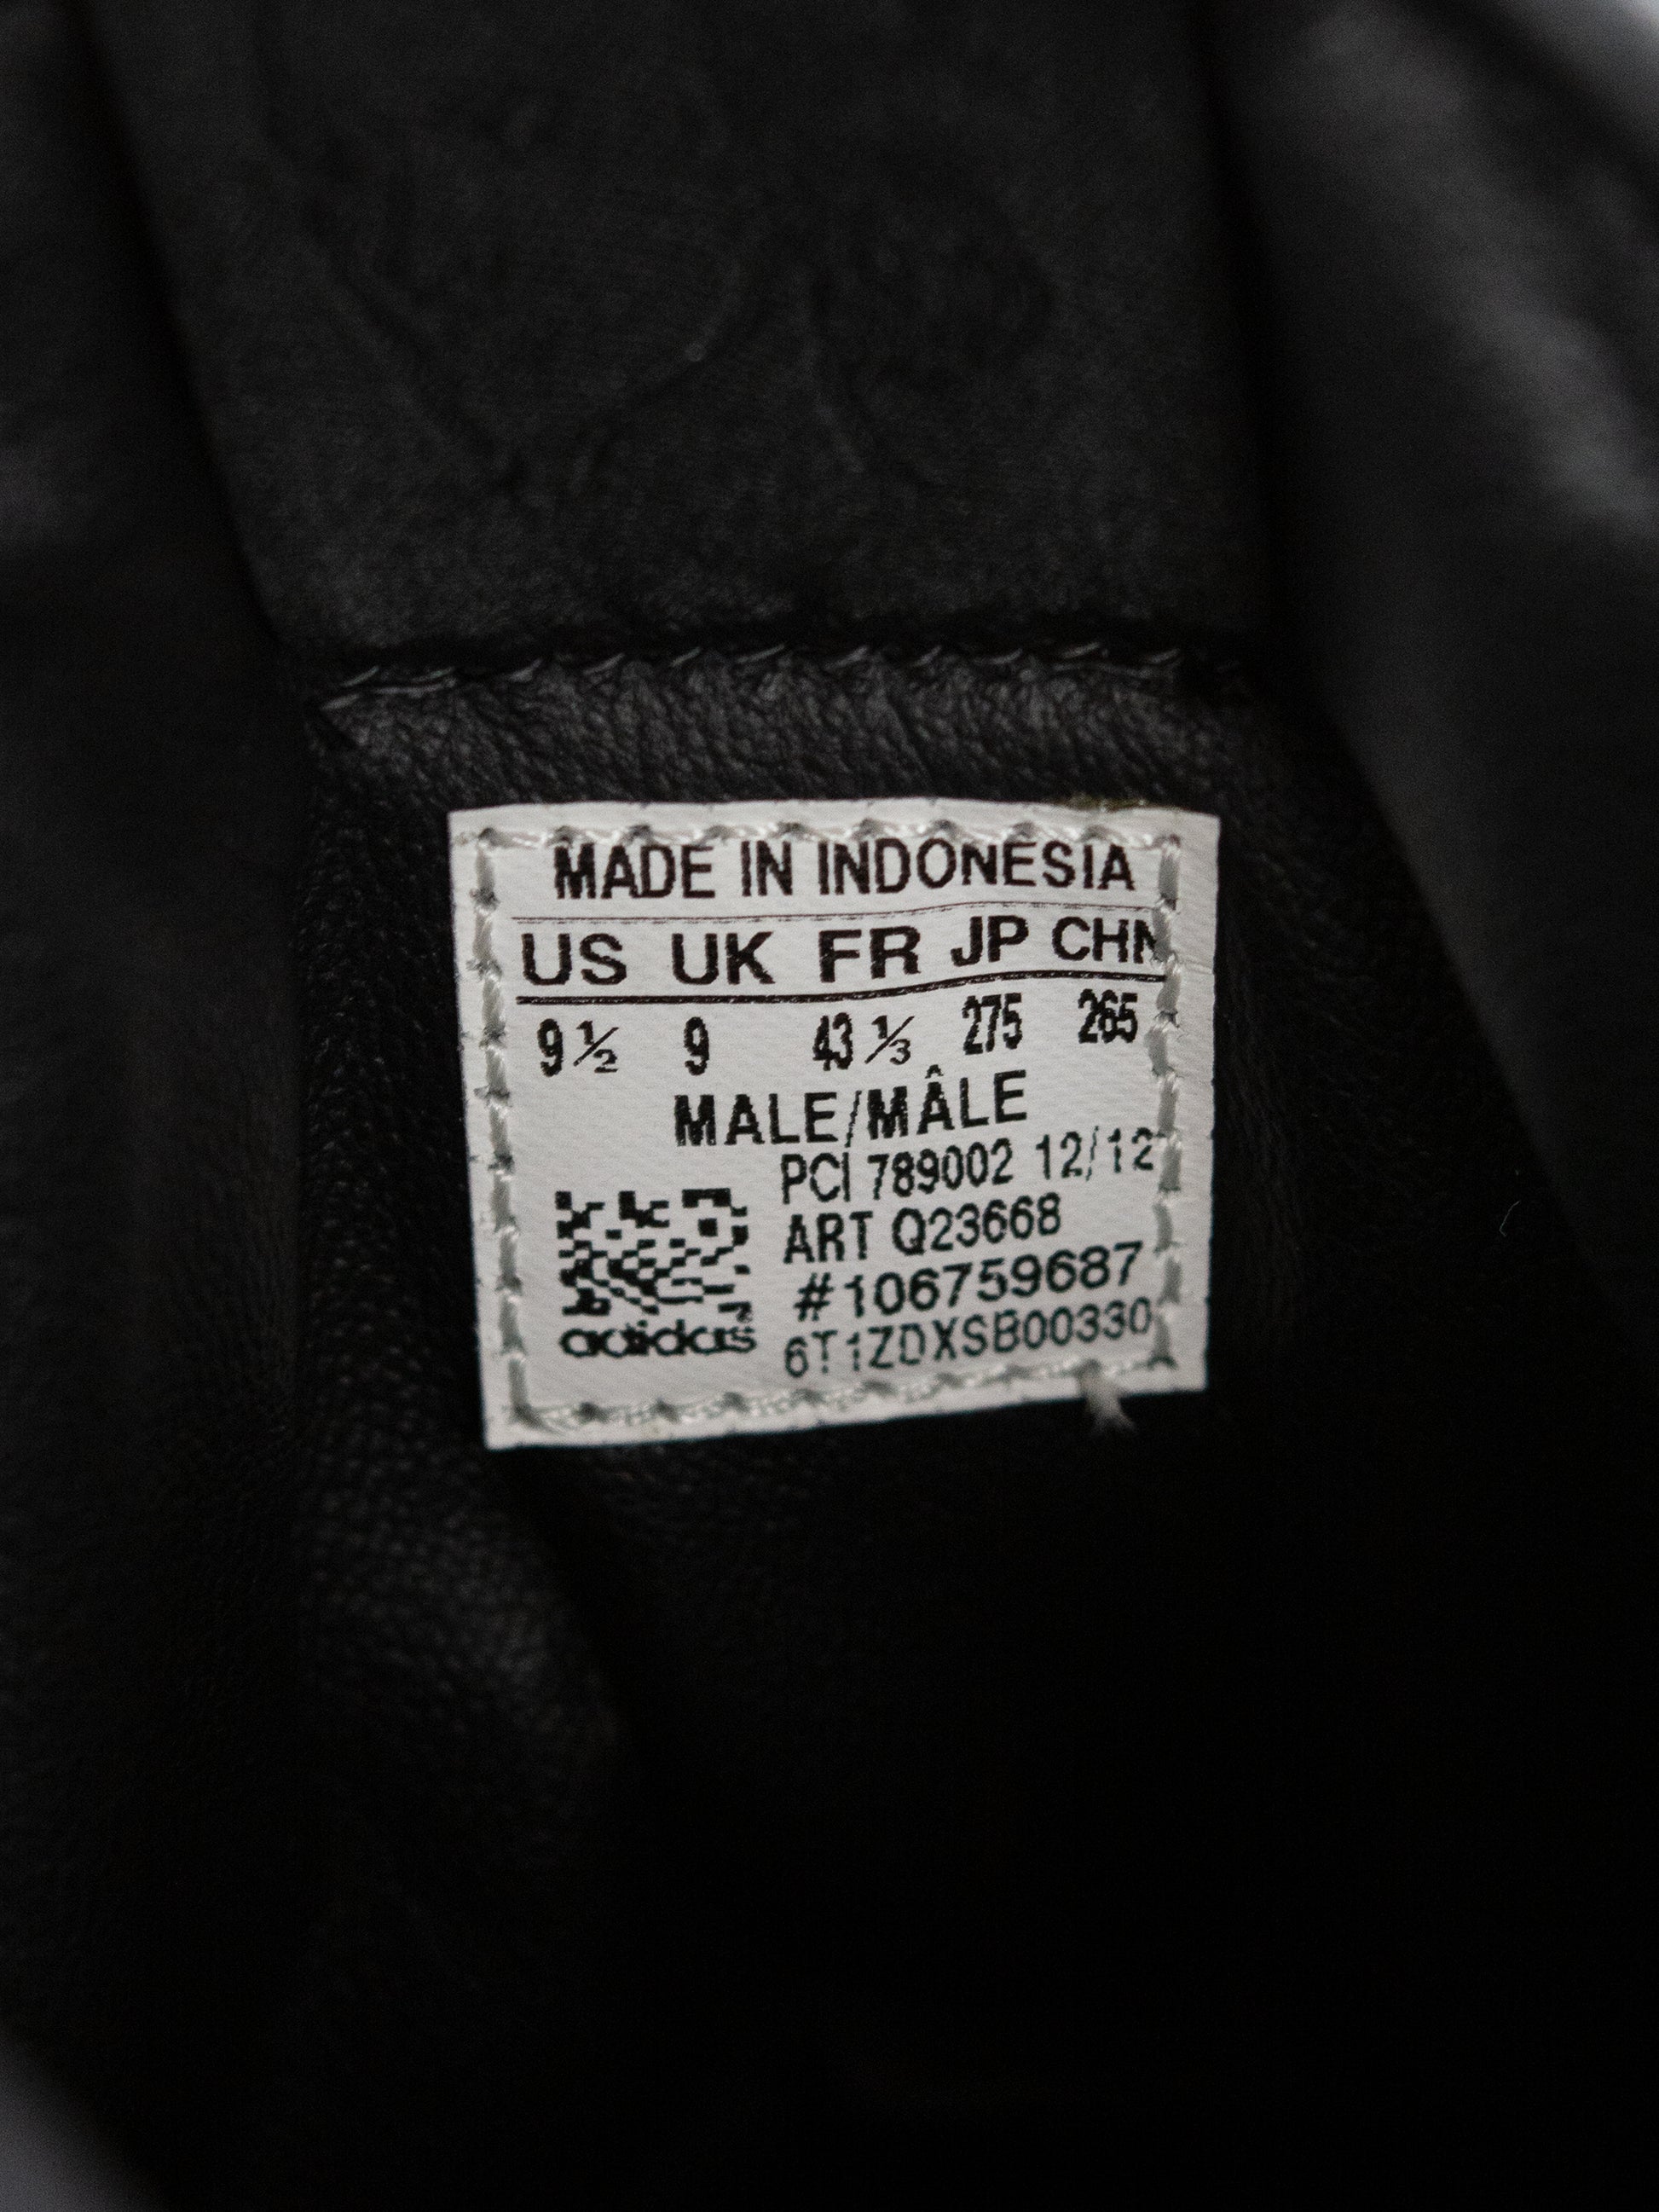 MADE IN INDONESIA
US UK FR JP CHN
9½ 9 43⅓ 275 265
MALE/MÂLE
PCI 789002 12/12
ART Q23668
#106759687
adidas 6T1ZDXSB00330